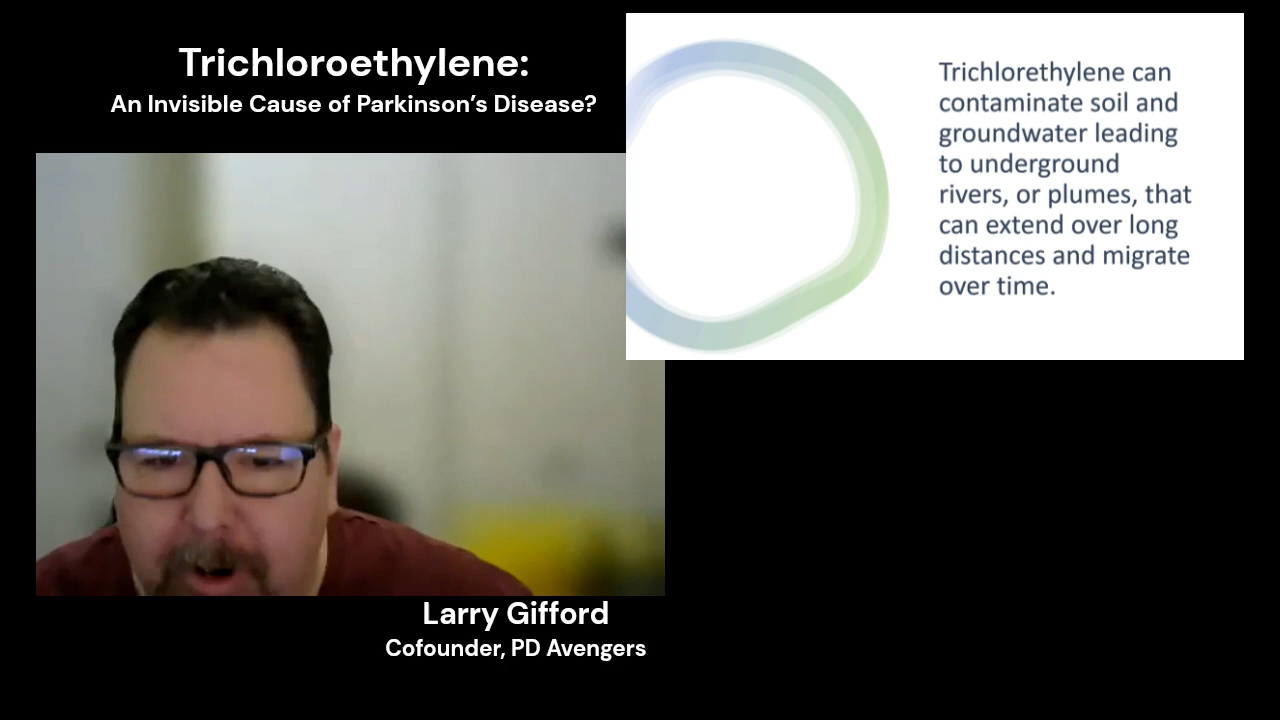 Trichloroethylene:
An Invisible Cause of Parkinson’s Disease?
Trichlorethylene can
contaminate soil and
groundwater leading
to underground
rivers, or plumes, that
can extend over long
distances and migrate
over time.
Larry Gifford
Cofounder, PD Avengers